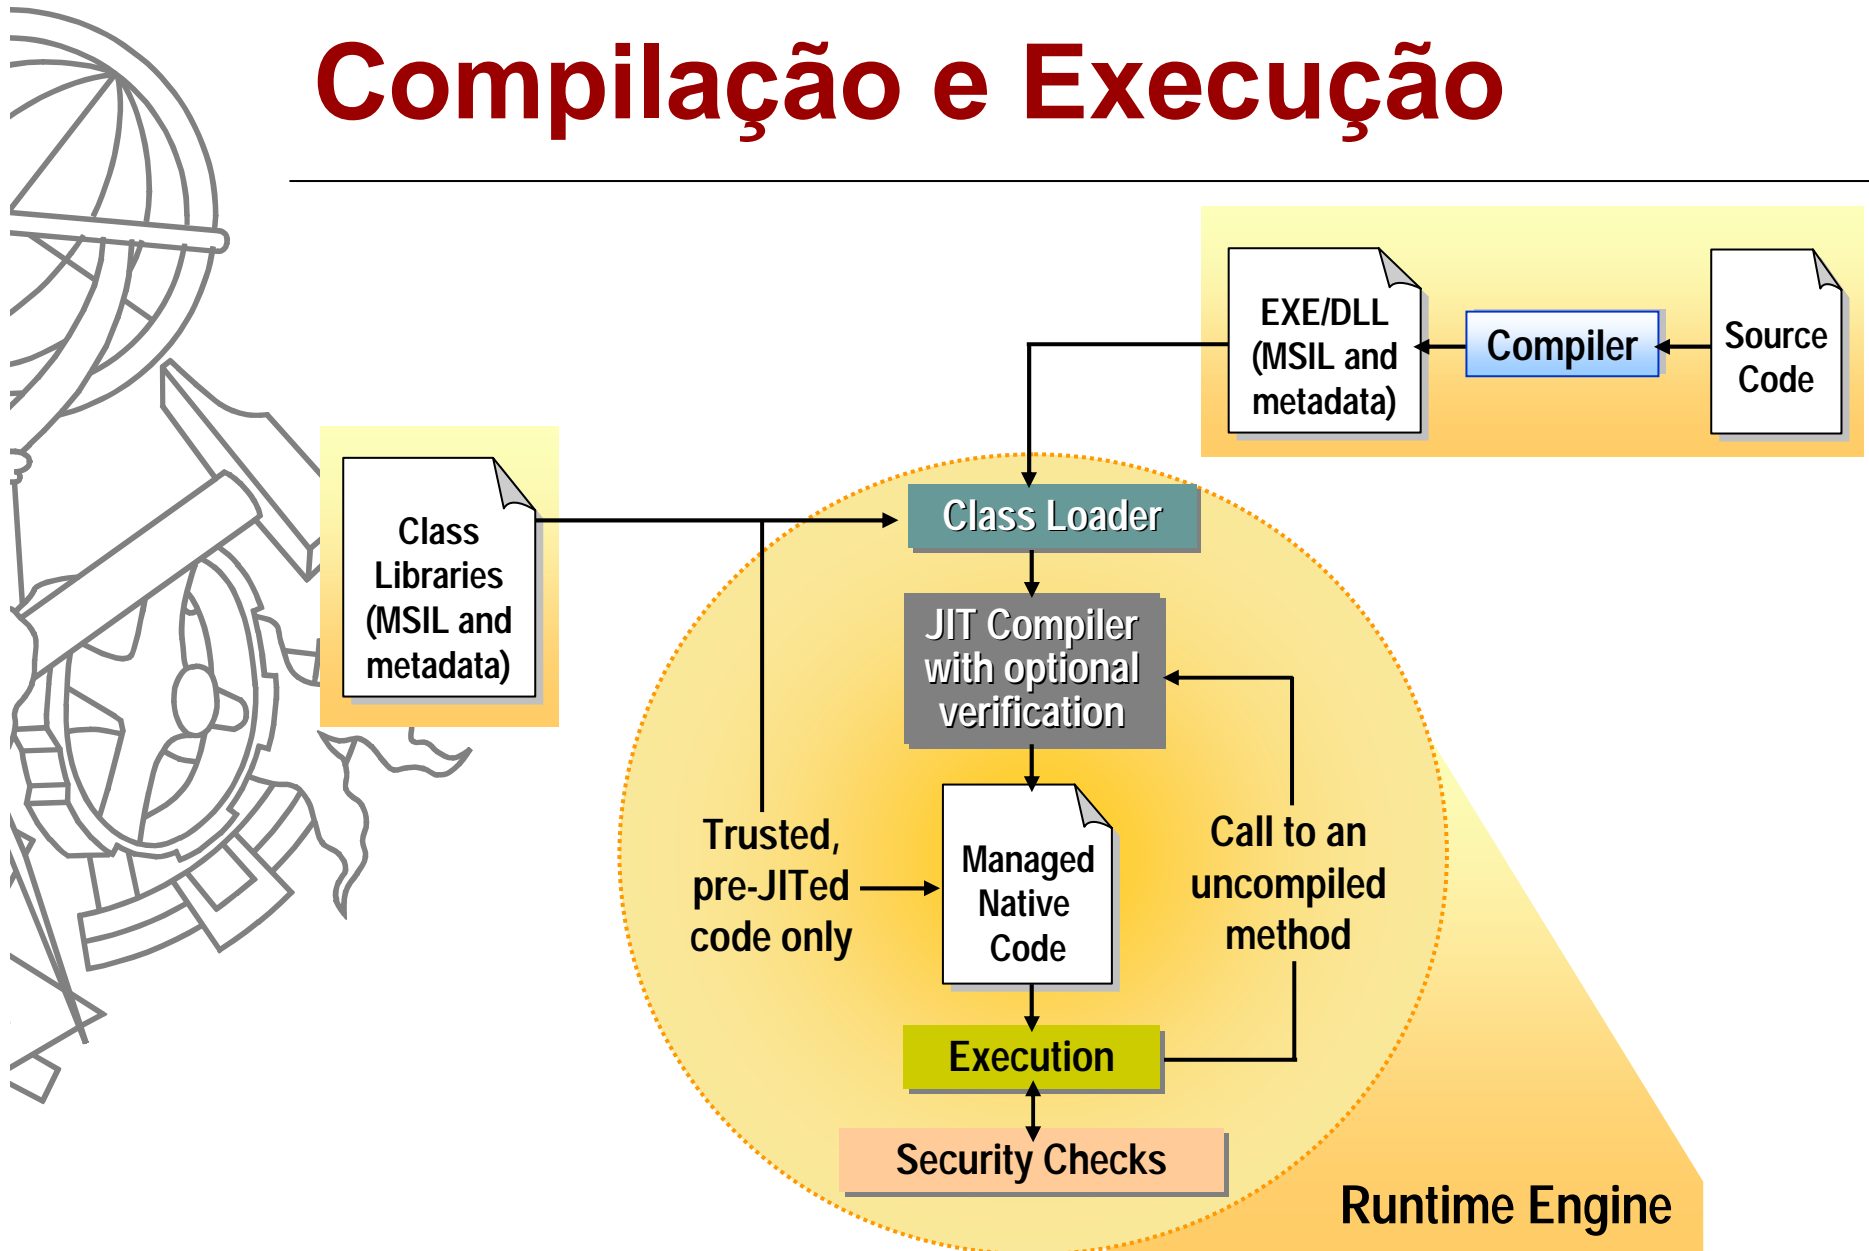 Compilação e Execução
EXE/DLL
(MSIL and
metadata)
Compiler
Source
Code
Class
Libraries
(MSIL and
metadata)
Class Loader
JIT Compiler
with optional
verification
Trusted,
pre-JITed
code only
Managed
Native
Code
Call to an
uncompiled
method
Execution
Security Checks
Runtime Engine